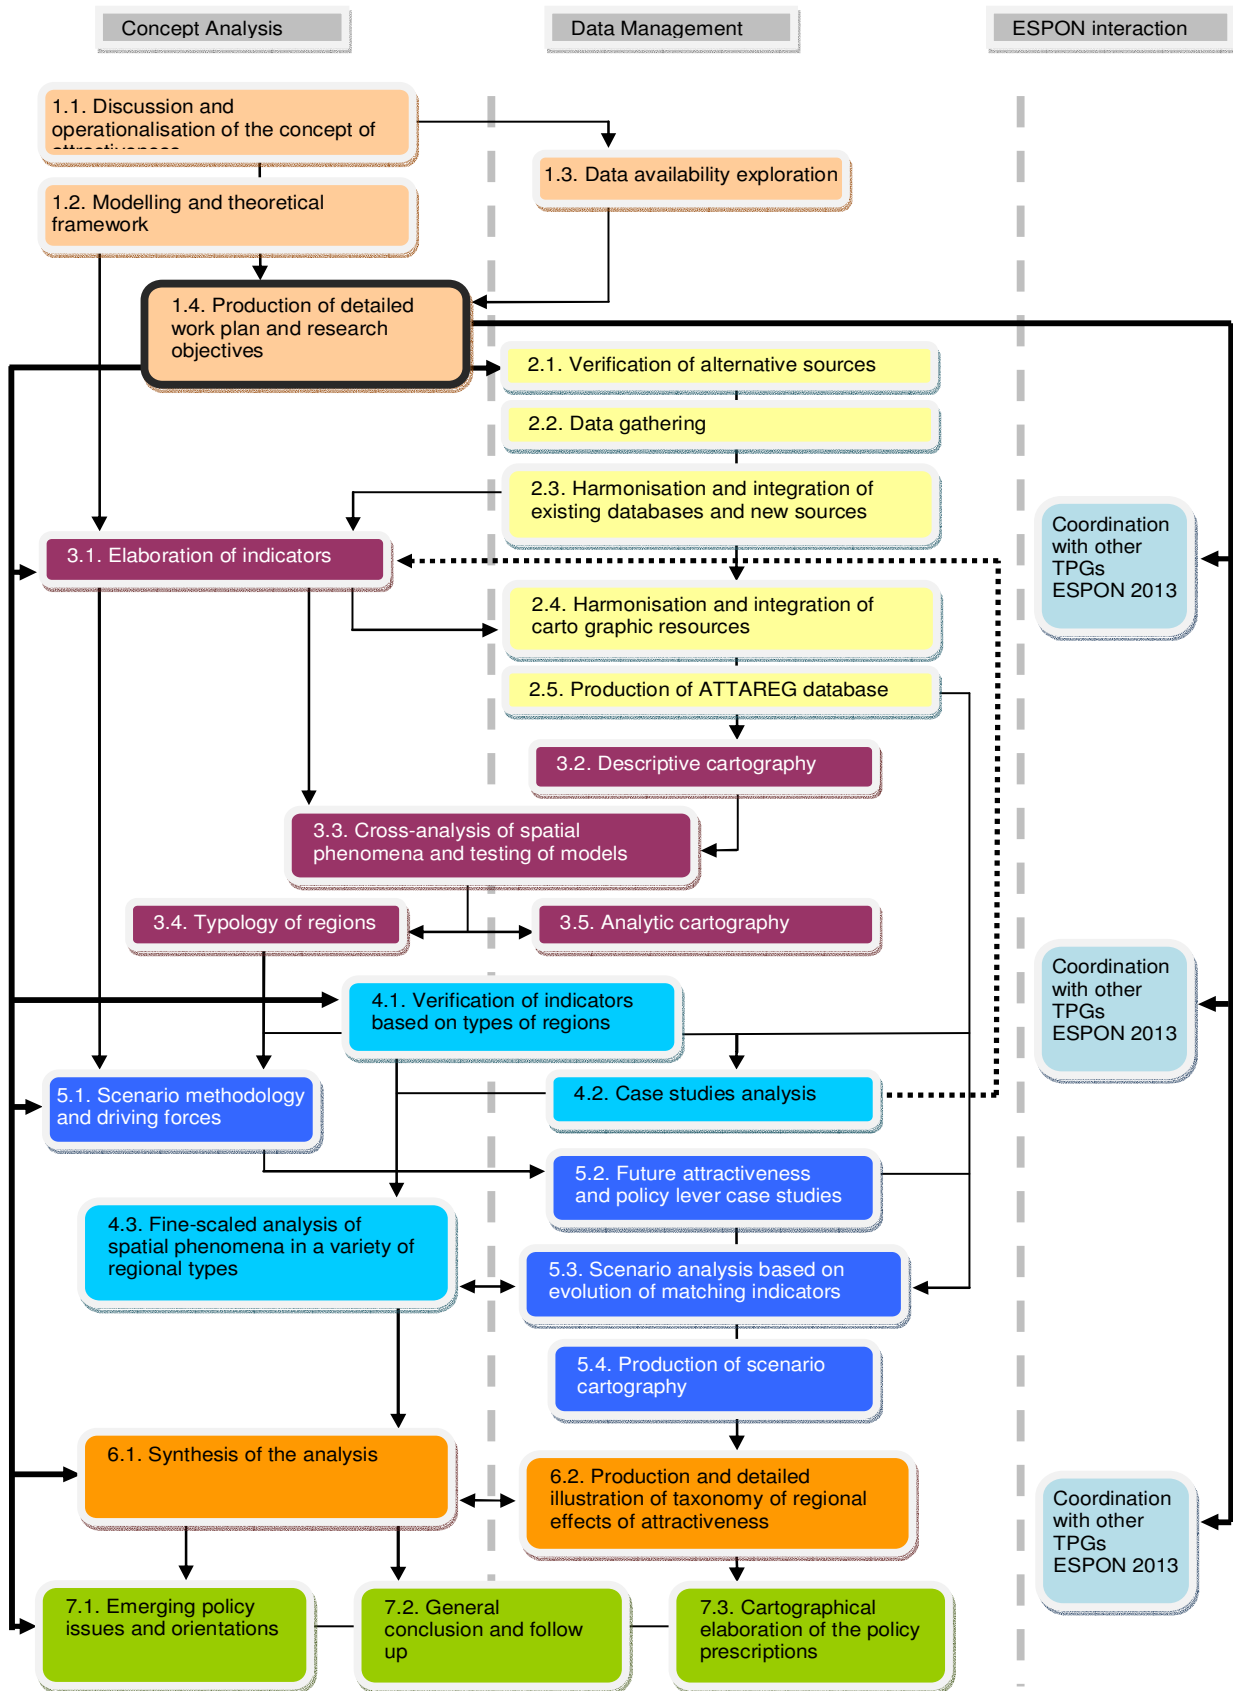 Concept Analysis
Data Management
ESPON interaction
1.1. Discussion and
operationalisation of the concept of
attractiveness
1.3. Data availability exploration
1.2. Modelling and theoretical
framework
1.4. Production of detailed
work plan and research
objectives
2.1. Verification of alternative sources
2.2. Data gathering
2.3. Harmonisation and integration of
existing databases and new sources
Coordination
with other
TPGs
ESPON 2013
3.1. Elaboration of indicators
2.4. Harmonisation and integration of
carto graphic resources
2.5. Production of ATTAREG database
3.2. Descriptive cartography
3.3. Cross-analysis of spatial
phenomena and testing of models
3.4. Typology of regions
3.5. Analytic cartography
4.1. Verification of indicators
based on types of regions
Coordination
with other
TPGs
ESPON 2013
5.1. Scenario methodology
and driving forces
4.2. Case studies analysis
5.2. Future attractiveness
and policy lever case studies
4.3. Fine-scaled analysis of
spatial phenomena in a variety of
regional types
5.3. Scenario analysis based on
evolution of matching indicators
5.4. Production of scenario
cartography
6.1. Synthesis of the analysis
6.2. Production and detailed
illustration of taxonomy of regional
effects of attractiveness
Coordination
with other
TPGs
ESPON 2013
7.1. Emerging policy
issues and orientations
7.2. General
conclusion and follow
up
7.3. Cartographical
elaboration of the policy
prescriptions